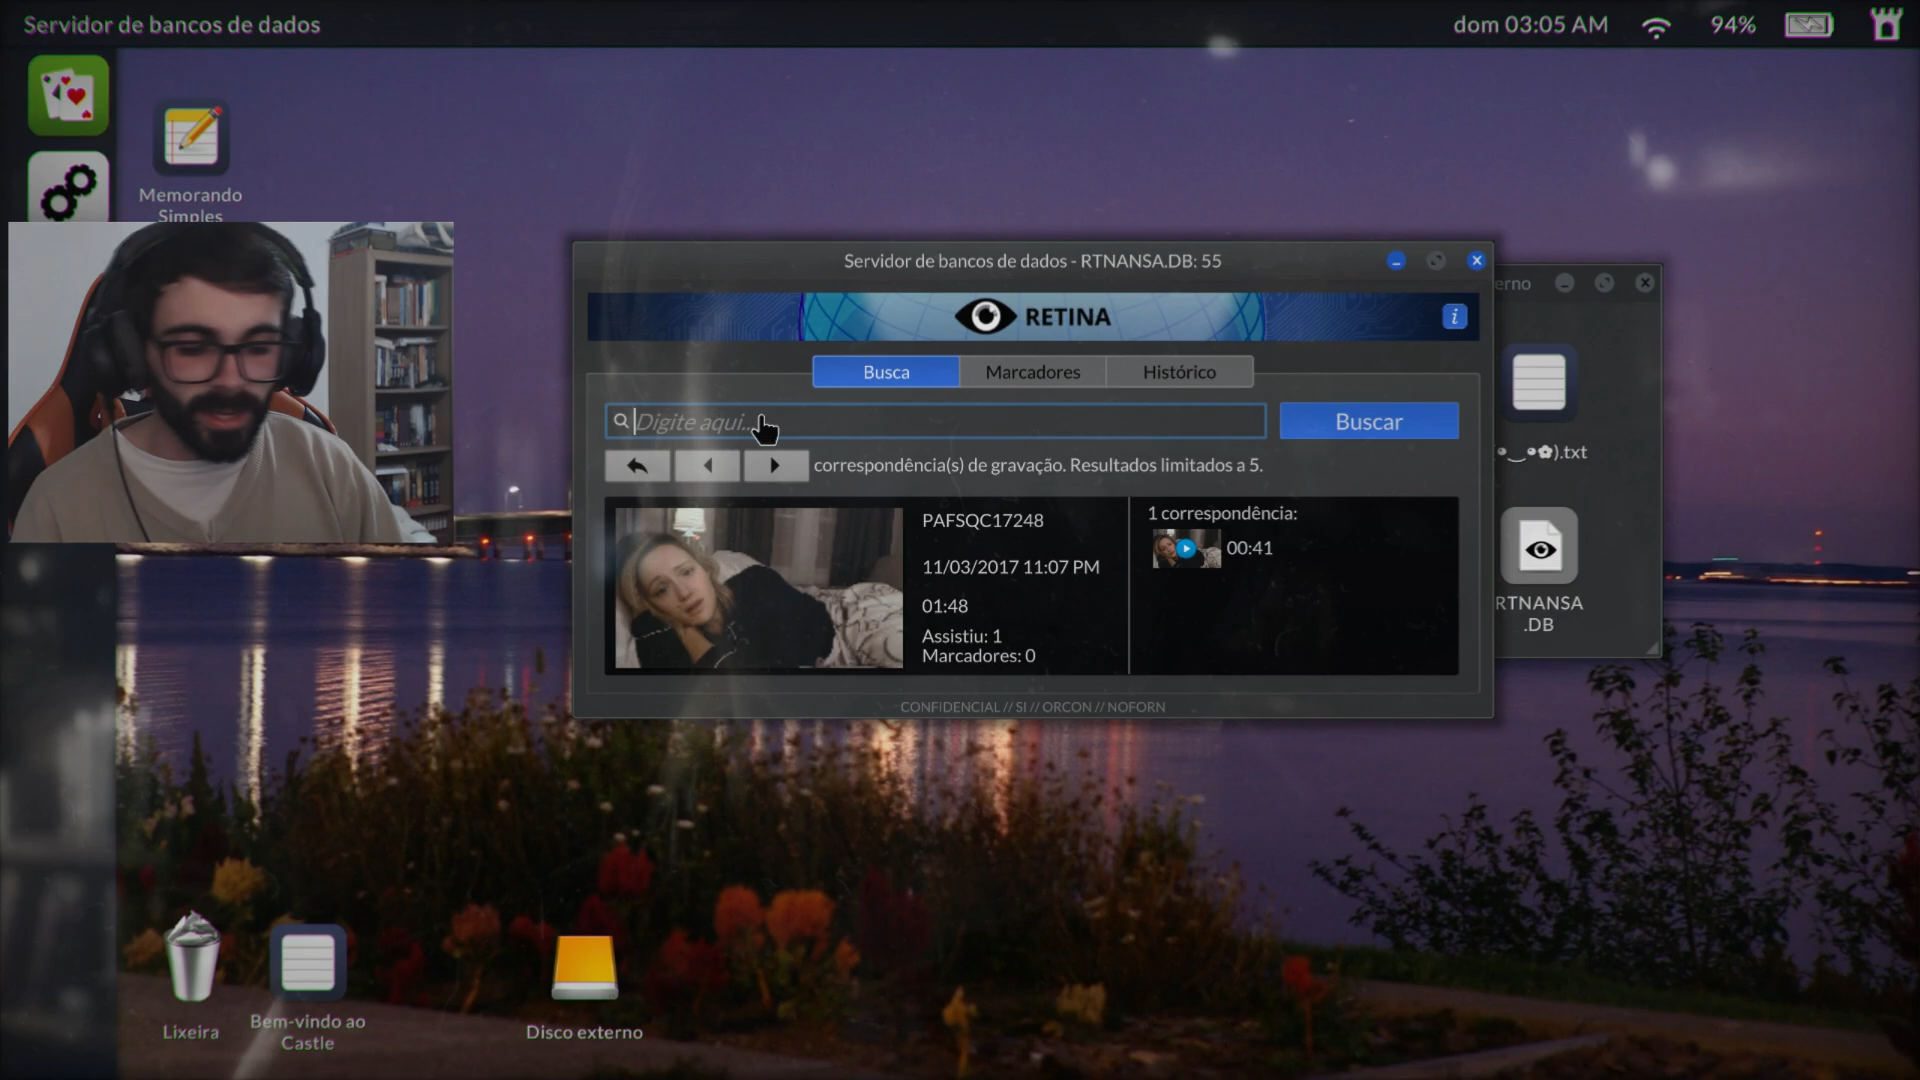 Servidor de bancos de dados
dom 03:05 AM
94%
Memorando
Simples
Servidor de bancos de dados - RTNANSA.DB: 55
erno
RETINA
i
Busca
Marcadores
Histórico
Digite aqui...
Buscar
correspondência(s) de gravação. Resultados limitados a 5.
PAFSQC17248
11/03/2017 11:07 PM
01:48
Assistiu: 1
Marcadores: 0
1 correspondência:
00:41
CONFIDENCIAL // SI // ORCON // NOFORN
•‿•✿).txt
RTNANSA
.DB
Lixeira
Bem-vindo ao
Castle
Disco externo